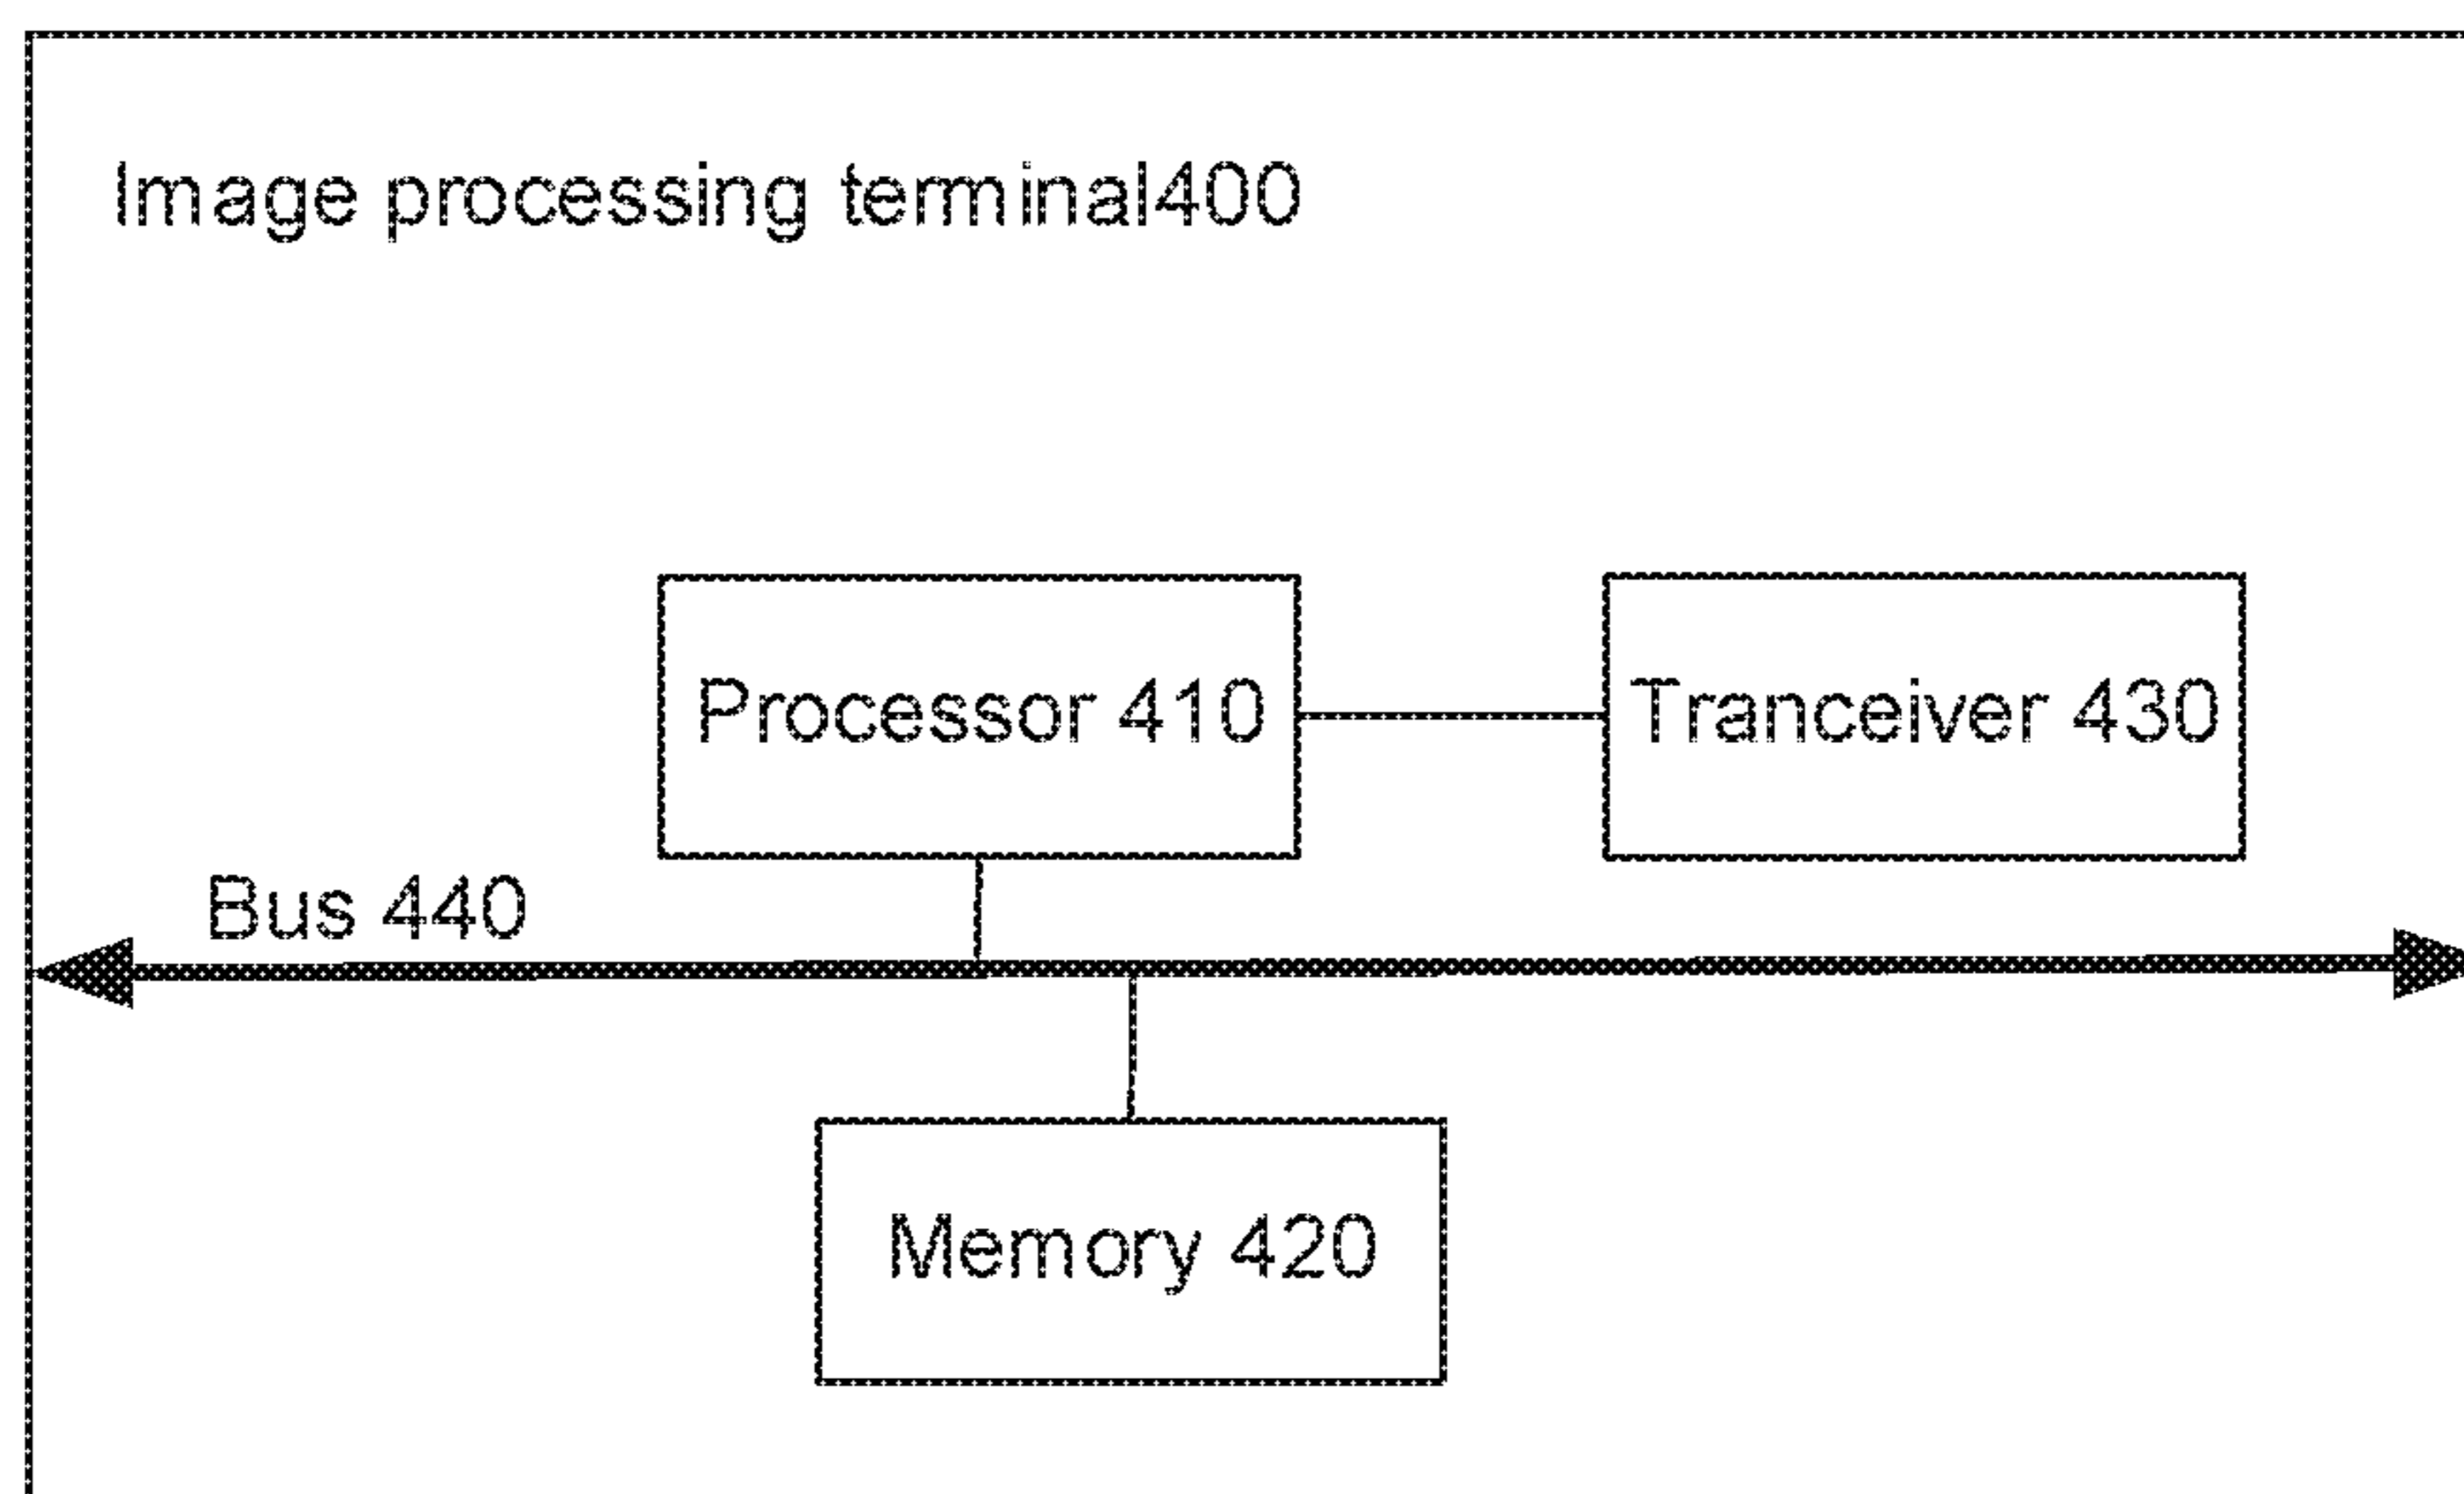 Image processing terminal400
Processor 410
Tranceiver 430
Bus 440
Memory 420